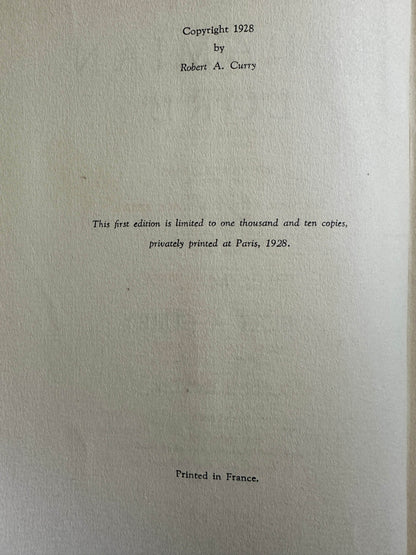 Copyright 1928
by
Robert A. Curry
This first edition is limited to one thousand and ten copies,
privately printed at Paris, 1928.
Printed in France.